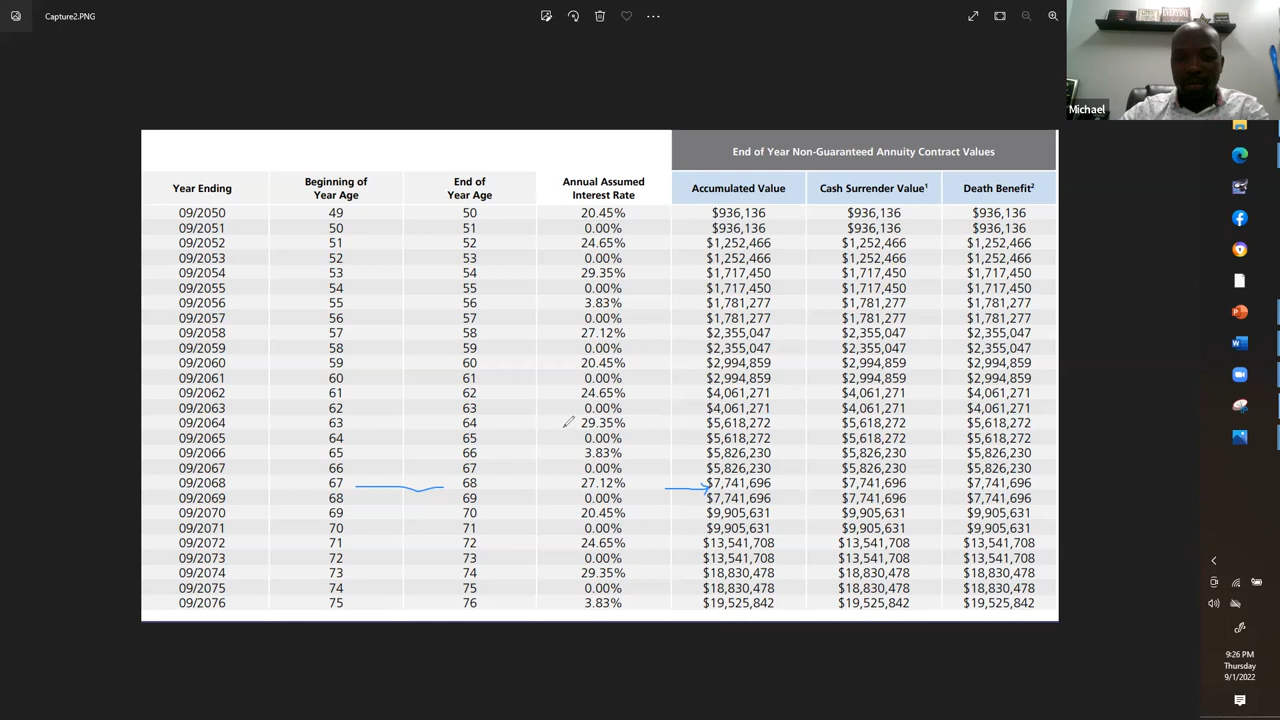 Capture2.PNG
EVERYDAY
Michael
End of Year Non-Guaranteed Annuity Contract Values
Year Ending Beginning of Year Age End of Year Age Annual Assumed Interest Rate Accumulated Value Cash Surrender Value¹ Death Benefit²
09/2050 49 50 20.45% $936,136 $936,136 $936,136
09/2051 50 51 0.00% $936,136 $936,136 $936,136
09/2052 51 52 24.65% $1,252,466 $1,252,466 $1,252,466
09/2053 52 53 0.00% $1,252,466 $1,252,466 $1,252,466
09/2054 53 54 29.35% $1,717,450 $1,717,450 $1,717,450
09/2055 54 55 0.00% $1,717,450 $1,717,450 $1,717,450
09/2056 55 56 3.83% $1,781,277 $1,781,277 $1,781,277
09/2057 56 57 0.00% $1,781,277 $1,781,277 $1,781,277
09/2058 57 58 27.12% $2,355,047 $2,355,047 $2,355,047
09/2059 58 59 0.00% $2,355,047 $2,355,047 $2,355,047
09/2060 59 60 20.45% $2,994,859 $2,994,859 $2,994,859
09/2061 60 61 0.00% $2,994,859 $2,994,859 $2,994,859
09/2062 61 62 24.65% $4,061,271 $4,061,271 $4,061,271
09/2063 62 63 0.00% $4,061,271 $4,061,271 $4,061,271
09/2064 63 64 29.35% $5,618,272 $5,618,272 $5,618,272
09/2065 64 65 0.00% $5,618,272 $5,618,272 $5,618,272
09/2066 65 66 3.83% $5,826,230 $5,826,230 $5,826,230
09/2067 66 67 0.00% $5,826,230 $5,826,230 $5,826,230
09/2068 67 68 27.12% $7,741,696 $7,741,696 $7,741,696
09/2069 68 69 0.00% $7,741,696 $7,741,696 $7,741,696
09/2070 69 70 20.45% $9,905,631 $9,905,631 $9,905,631
09/2071 70 71 0.00% $9,905,631 $9,905,631 $9,905,631
09/2072 71 72 24.65% $13,541,708 $13,541,708 $13,541,708
09/2073 72 73 0.00% $13,541,708 $13,541,708 $13,541,708
09/2074 73 74 29.35% $18,830,478 $18,830,478 $18,830,478
09/2075 74 75 0.00% $18,830,478 $18,830,478 $18,830,478
09/2076 75 76 3.83% $19,525,842 $19,525,842 $19,525,842
9:26 PM
Thursday
9/1/2022